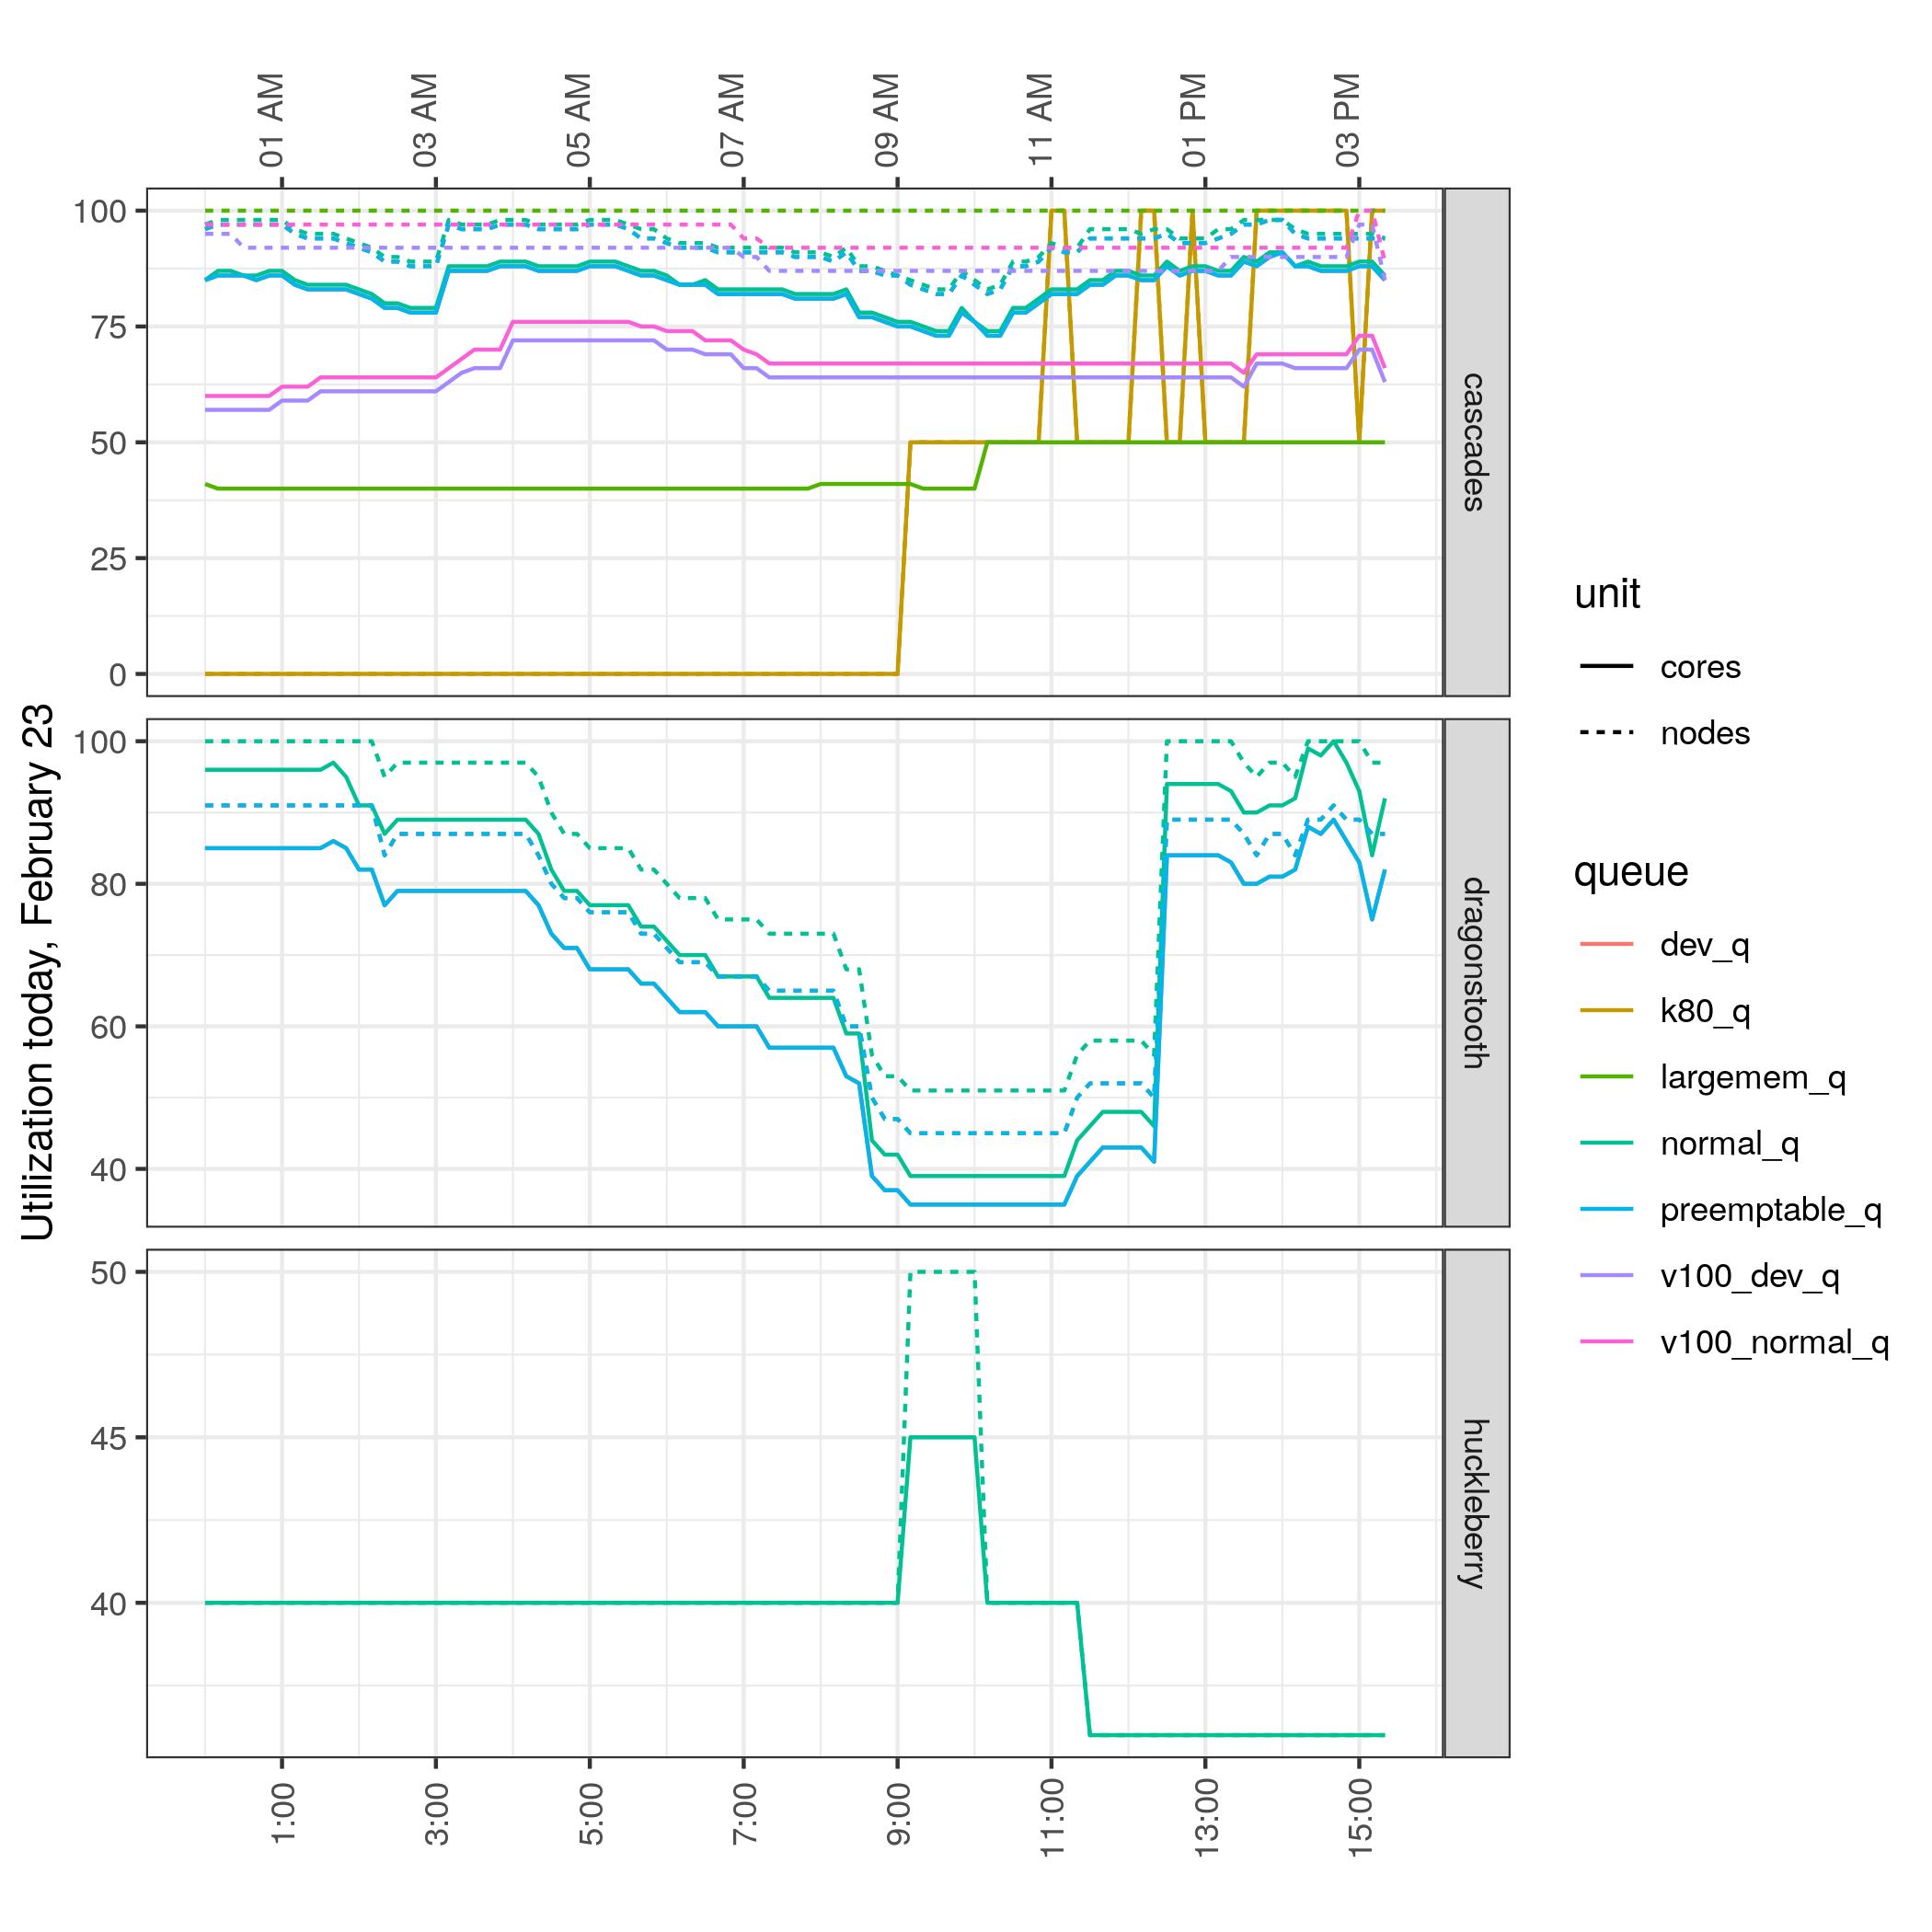 01 AM
03 AM
05 AM
07 AM
09 AM
11 AM
01 PM
03 PM
Utilization today, February 23
100
75
50
25
0
cascades
100
80
60
40
dragonstooth
50
45
40
huckleberry
1:00
3:00
5:00
7:00
9:00
11:00
13:00
15:00
unit
cores
nodes
queue
dev_q
k80_q
largemem_q
normal_q
preemptable_q
v100_dev_q
v100_normal_q